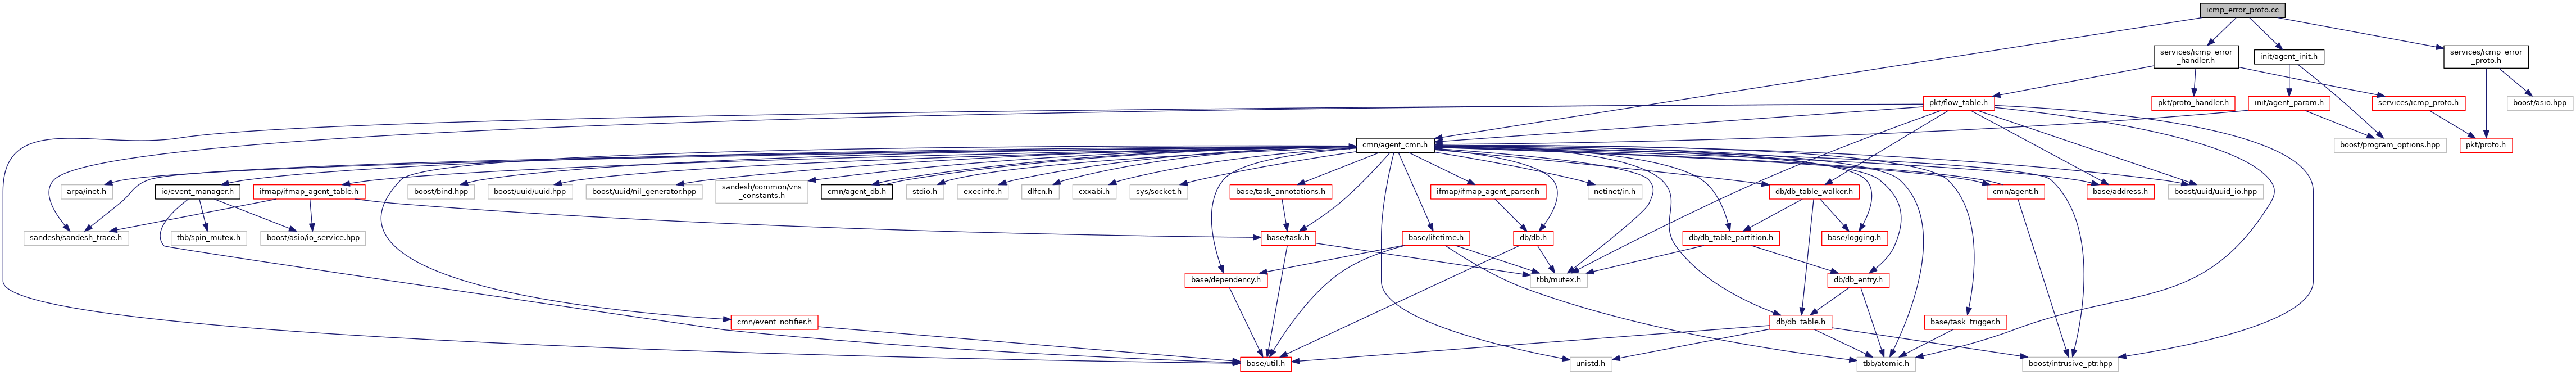 icmp_error_proto.cc
services/icmp_error
_handler.h
init/agent_init.h
services/icmp_error
_proto.h
pkt/flow_table.h
pkt/proto_handler.h
init/agent_param.h
services/icmp_proto.h
boost/asio.hpp
cmn/agent_cmn.h
boost/program_options.hpp
pkt/proto.h
arpa/inet.h
io/event_manager.h
ifmap/ifmap_agent_table.h
boost/bind.hpp
boost/uuid/uuid.hpp
boost/uuid/nil_generator.hpp
sandesh/common/vns
_constants.h
cmn/agent_db.h
stdio.h
execinfo.h
dlfcn.h
cxxabi.h
sys/socket.h
base/task_annotations.h
ifmap/ifmap_agent_parser.h
netinet/in.h
db/db_table_walker.h
cmn/agent.h
base/address.h
boost/uuid/uuid_io.hpp
sandesh/sandesh_trace.h
tbb/spin_mutex.h
boost/asio/io_service.hpp
base/task.h
base/lifetime.h
db/db.h
db/db_table_partition.h
base/logging.h
base/dependency.h
tbb/mutex.h
db/db_entry.h
cmn/event_notifier.h
db/db_table.h
base/task_trigger.h
base/util.h
unistd.h
tbb/atomic.h
boost/intrusive_ptr.hpp